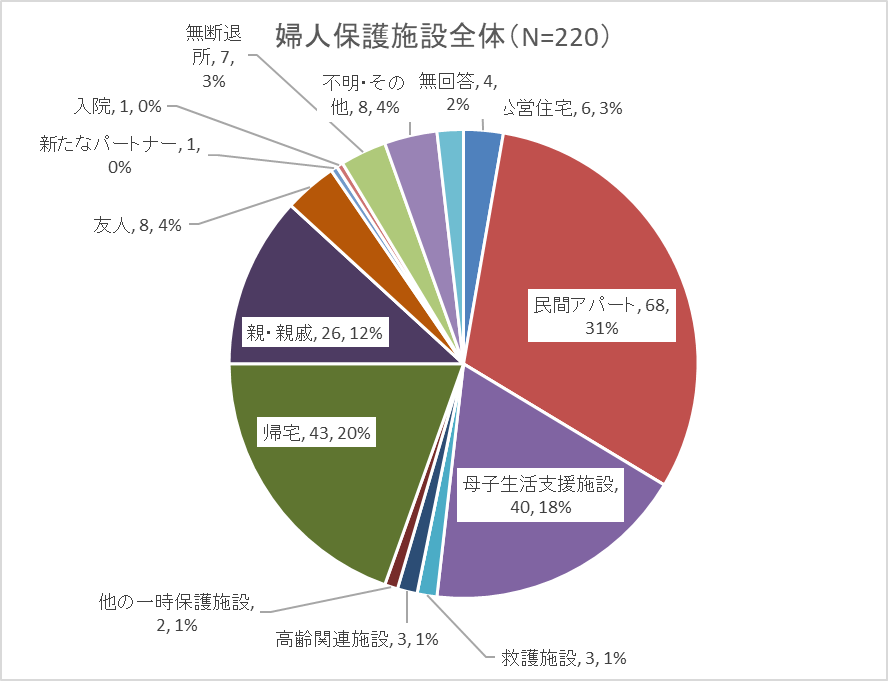 婦人保護施設全体（N=220）
無断退
所, 7,
3%
不明・その
他, 8, 4%
無回答, 4,
2%
公営住宅, 6, 3%
入院, 1, 0%
新たなパートナー, 1,
0%
友人, 8, 4%
民間アパート, 68,
31%
親・親戚, 26, 12%
帰宅, 43, 20%
母子生活支援施設,
40, 18%
他の一時保護施設,
2, 1%
高齢関連施設, 3, 1%
救護施設, 3, 1%